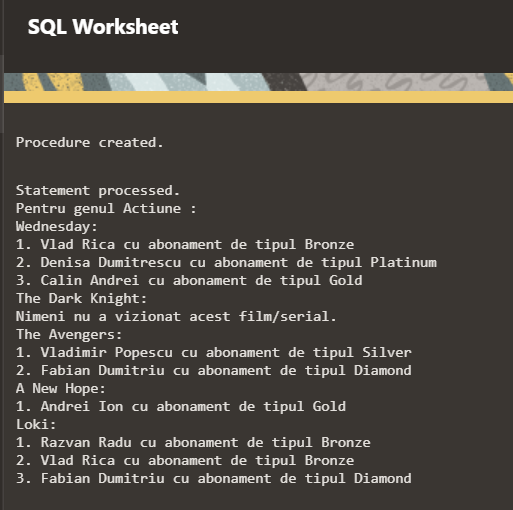 SQL Worksheet
Procedure created.
Statement processed.
Pentru genul Actiune :
Wednesday:
1. Vlad Rica cu abonament de tipul Bronze
2. Denisa Dumitrescu cu abonament de tipul Platinum
3. Calin Andrei cu abonament de tipul Gold
The Dark Knight:
Nimeni nu a vizionat acest film/serial.
The Avengers:
1. Vladimir Popescu cu abonament de tipul Silver
2. Fabian Dumitriu cu abonament de tipul Diamond
A New Hope:
1. Andrei Ion cu abonament de tipul Gold
Loki:
1. Razvan Radu cu abonament de tipul Bronze
2. Vlad Rica cu abonament de tipul Bronze
3. Fabian Dumitriu cu abonament de tipul Diamond